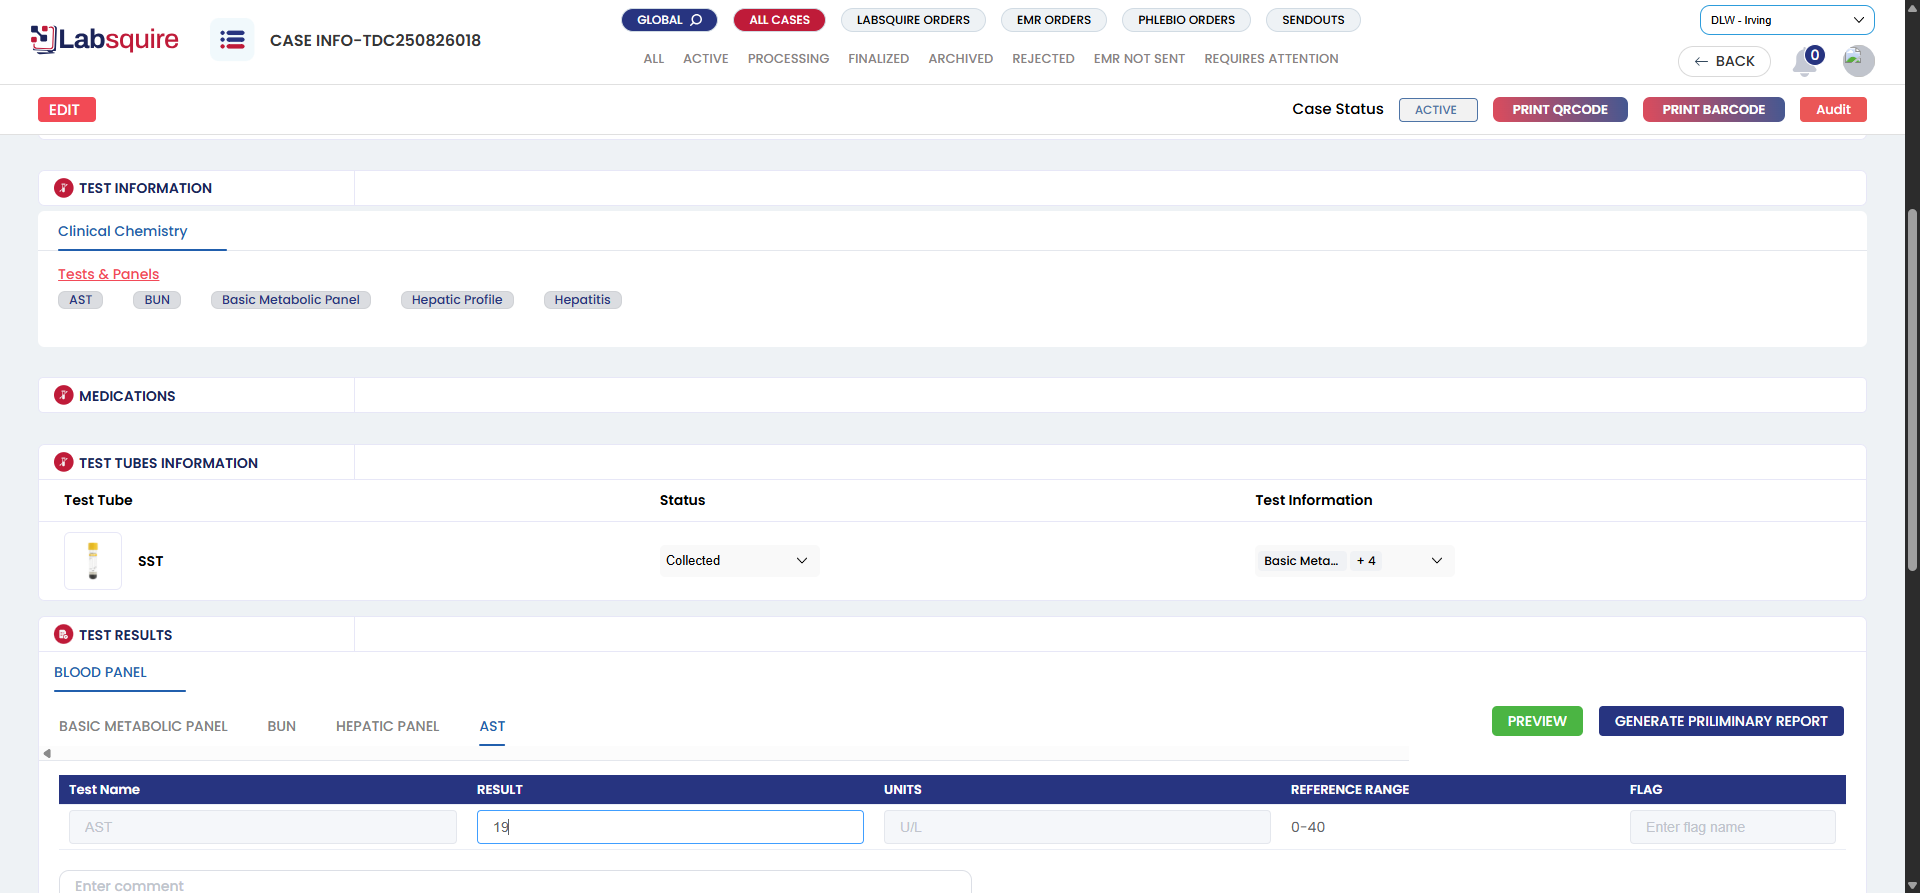 Labsquire
CASE INFO-TDC250826018
GLOBAL
ALL CASES
LABSQUIRE ORDERS
EMR ORDERS
PHLEBIO ORDERS
SENDOUTS
DLW - Irving
ALL
ACTIVE
PROCESSING
FINALIZED
ARCHIVED
REJECTED
EMR NOT SENT
REQUIRES ATTENTION
BACK
0
EDIT
Case Status
ACTIVE
PRINT QRCODE
PRINT BARCODE
Audit
TEST INFORMATION
Clinical Chemistry
Tests & Panels
AST
BUN
Basic Metabolic Panel
Hepatic Profile
Hepatitis
MEDICATIONS
TEST TUBES INFORMATION
Test Tube
Status
Test Information
SST
Collected
Basic Meta...
+ 4
TEST RESULTS
BLOOD PANEL
BASIC METABOLIC PANEL
BUN
HEPATIC PANEL
AST
PREVIEW
GENERATE PRILIMINARY REPORT
Test Name
RESULT
UNITS
REFERENCE RANGE
FLAG
AST
19
U/L
0-40
Enter flag name
Enter comment